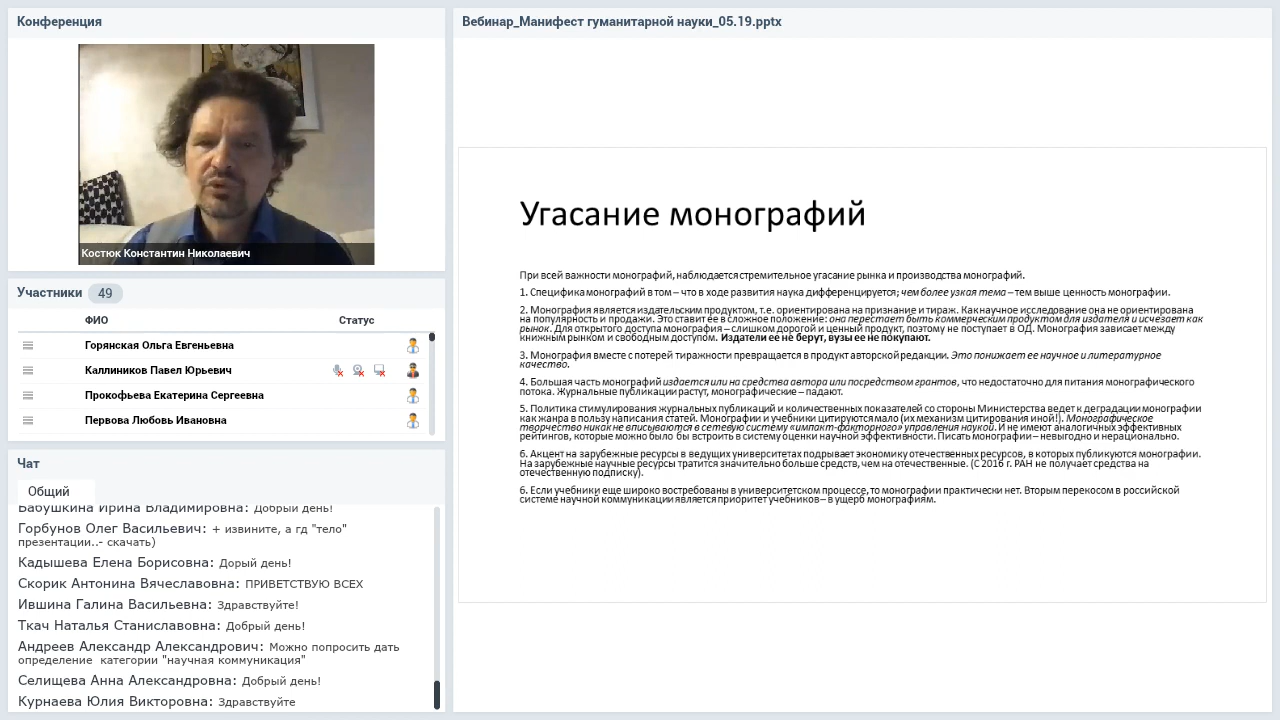 Конференция
Костюк Константин Николаевич
Участники 49
ФИО Статус
Горянская Ольга Евгеньевна
Каллиников Павел Юрьевич
Прокофьева Екатерина Сергеевна
Первова Любовь Ивановна
Чат
Общий
Бабушкина Ирина Владимировна: Добрый день!
Горбунов Олег Васильевич: + извините, а гд "тело"
презентации..- скачать)
Кадышева Елена Борисовна: Дорый день!
Скорик Антонина Вячеславовна: ПРИВЕТСТВУЮ ВСЕХ
Ившина Галина Васильевна: Здравствуйте!
Ткач Наталья Станиславовна: Добрый день!
Андреев Александр Александрович: Можно попросить дать
определение категории "научная коммуникация"
Селищева Анна Александровна: Добрый день!
Курнаева Юлия Викторовна: Здравствуйте
Вебинар_Манифест гуманитарной науки_05.19.pptx
Угасание монографий
При всей важности монографий, наблюдается стремительное угасание рынка и производства монографий.
1. Специфика монографий в том – что в ходе развития наука дифференцируется; чем более узкая тема – тем выше ценность монографии.
2. Монография является издательским продуктом, т.е. ориентирована на признание и тираж. Как научное исследование она не ориентирована
на популярность и продажи. Это ставит ее в сложное положение: она перестает быть коммерческим продуктом для издателя и исчезает как
рынок. Для открытого доступа монография – слишком дорогой и ценный продукт, поэтому не поступает в ОД. Монография зависает между
книжным рынком и свободным доступом. Издатели ее не берут, вузы ее не покупают.
3. Монография вместе с потерей тиражности превращается в продукт авторской редакции. Это понижает ее научное и литературное
качество.
4. Большая часть монографий издается или на средства автора или посредством грантов, что недостаточно для питания монографического
потока. Журнальные публикации растут, монографические – падают.
5. Политика стимулирования журнальных публикаций и количественных показателей со стороны Министерства ведет к деградации монографии
как жанра в пользу написания статей. Монографии и учебники цитируются мало (их механизм цитирования иной!). Монографическое
творчество никак не вписываются в сетевую систему «импакт-факторного» управления наукой. И не имеют аналогичных эффективных
рейтингов, которые можно было бы встроить в систему оценки научной эффективности. Писать монографии – невыгодно и нерационально.
6. Акцент на зарубежные ресурсы в ведущих университетах подрывает экономику отечественных ресурсов, в которых публикуются монографии.
На зарубежные научные ресурсы тратится значительно больше средств, чем на отечественные. (С 2016 г. РАН не получает средства на
отечественную подписку).
6. Если учебники еще широко востребованы в университетском процессе, то монографии практически нет. Вторым перекосом в российской
системе научной коммуникации является приоритет учебников – в ущерб монографиям.